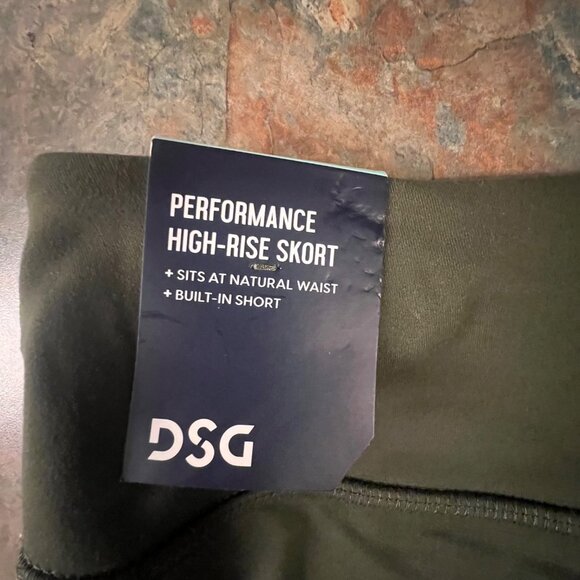 PERFORMANCE
HIGH-RISE SKORT
+ SITS AT NATURAL WAIST
+ BUILT-IN SHORT
DSG